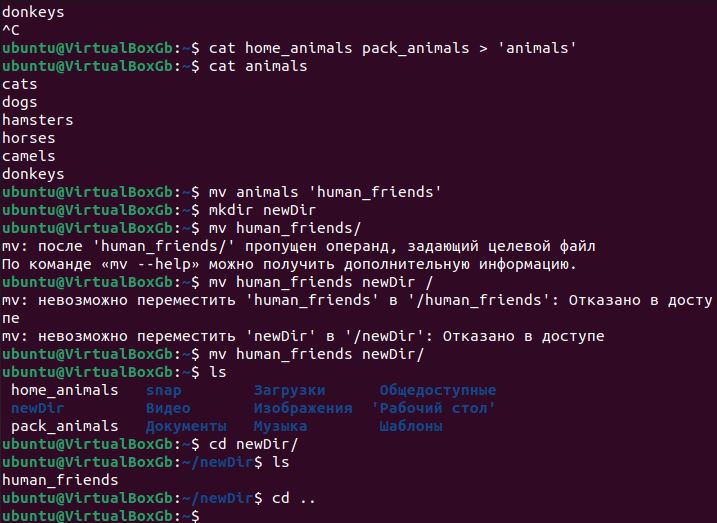 donkeys
^C
ubuntu@VirtualBoxGb:~$ cat home_animals pack_animals > 'animals'
ubuntu@VirtualBoxGb:~$ cat animals
cats
dogs
hamsters
horses
camels
donkeys
ubuntu@VirtualBoxGb:~$ mv animals 'human_friends'
ubuntu@VirtualBoxGb:~$ mkdir newDir
ubuntu@VirtualBoxGb:~$ mv human_friends/
mv: после 'human_friends/' пропущен операнд, задающий целевой файл
По команде «mv --help» можно получить дополнительную информацию.
ubuntu@VirtualBoxGb:~$ mv human_friends newDir /
mv: невозможно переместить 'human_friends' в '/human_friends': Отказано в досту
пе
mv: невозможно переместить 'newDir' в '/newDir': Отказано в доступе
ubuntu@VirtualBoxGb:~$ mv human_friends newDir/
ubuntu@VirtualBoxGb:~$ ls
home_animals snap Загрузки Общедоступные
newDir Видео Изображения 'Рабочий стол'
pack_animals Документы Музыка Шаблоны
ubuntu@VirtualBoxGb:~$ cd newDir/
ubuntu@VirtualBoxGb:~/newDir$ ls
human_friends
ubuntu@VirtualBoxGb:~/newDir$ cd ..
ubuntu@VirtualBoxGb:~$